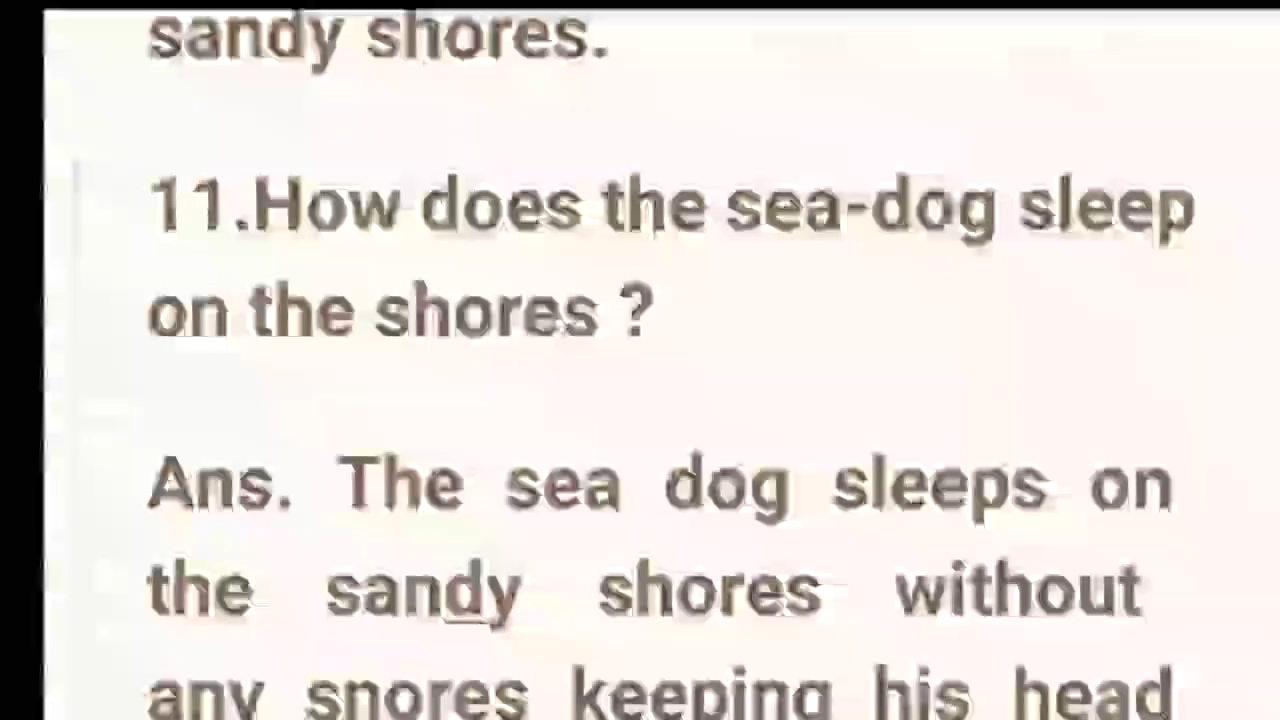 sandy shores.
11.How does the sea-dog sleep
on the shores ?
Ans. The sea dog sleeps on
the sandy shores without
any snores keeping his head